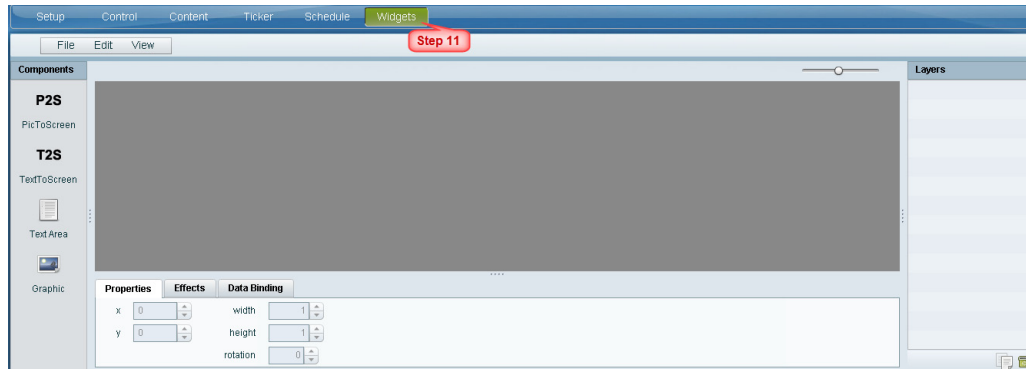 Setup Control Content Ticker Schedule Widgets
Step 11
File Edit View
Components
Layers
P2S
PicToScreen
T2S
TextToScreen
Text Area
Graphic
Properties Effects Data Binding
x 0 width 1
y 0 height 1
rotation 0